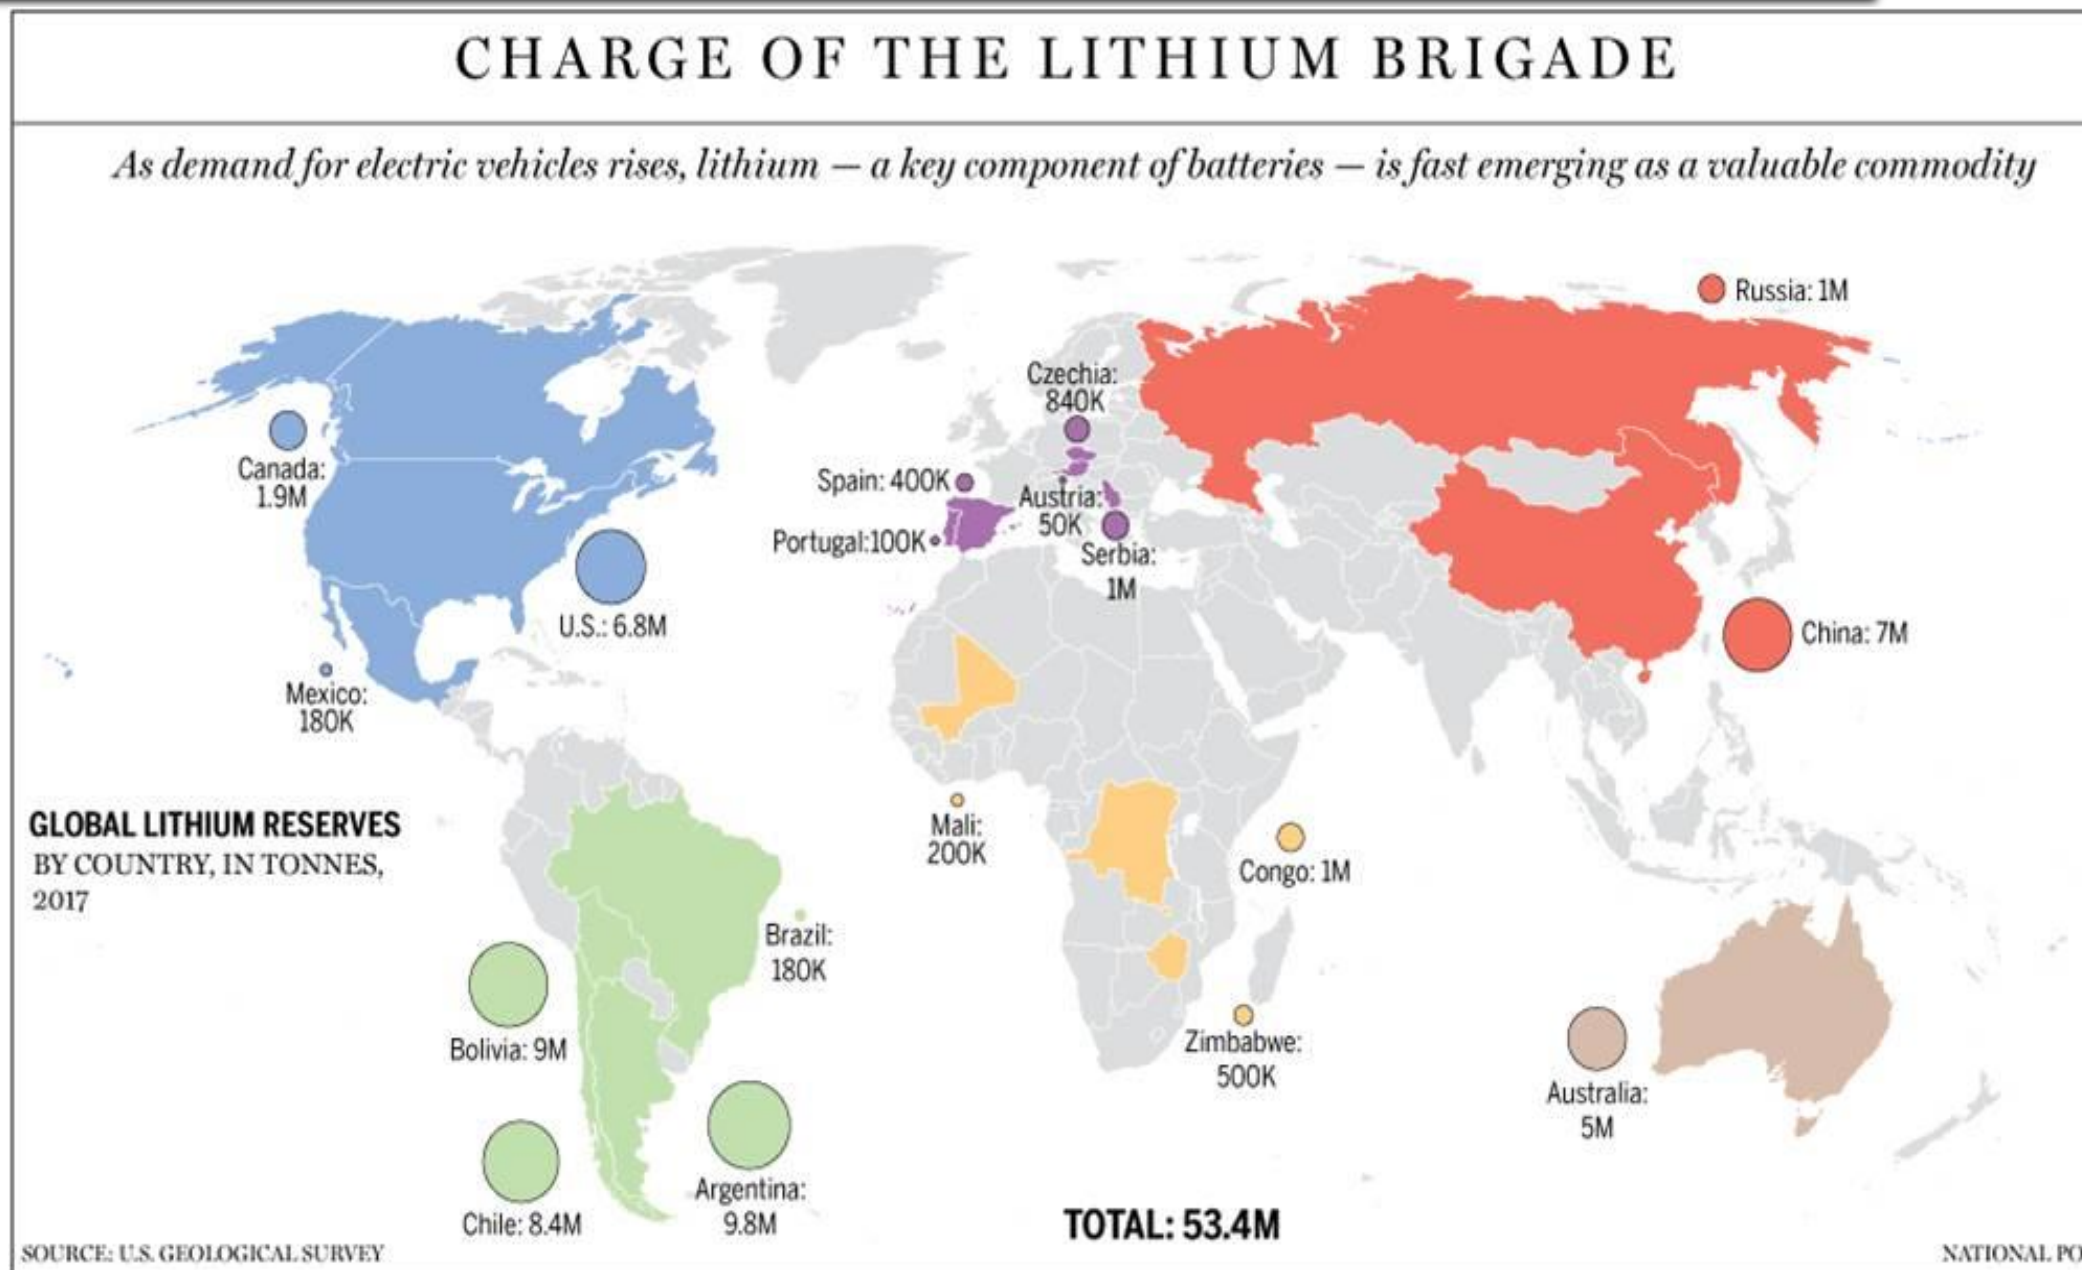 CHARGE OF THE LITHIUM BRIGADE
As demand for electric vehicles rises, lithium — a key component of batteries — is fast emerging as a valuable commodity
Russia: 1M
Czechia:
840K
Canada:
1.9M
Spain: 400K
Austria:
50K
Portugal:100K
Serbia:
1M
U.S.: 6.8M
China: 7M
Mexico:
180K
GLOBAL LITHIUM RESERVES
BY COUNTRY, IN TONNES,
2017
Mali:
200K
Congo: 1M
Brazil:
180K
Bolivia: 9M
Zimbabwe:
500K
Australia:
5M
Chile: 8.4M
Argentina:
9.8M
TOTAL: 53.4M
SOURCE: U.S. GEOLOGICAL SURVEY
NATIONAL PO